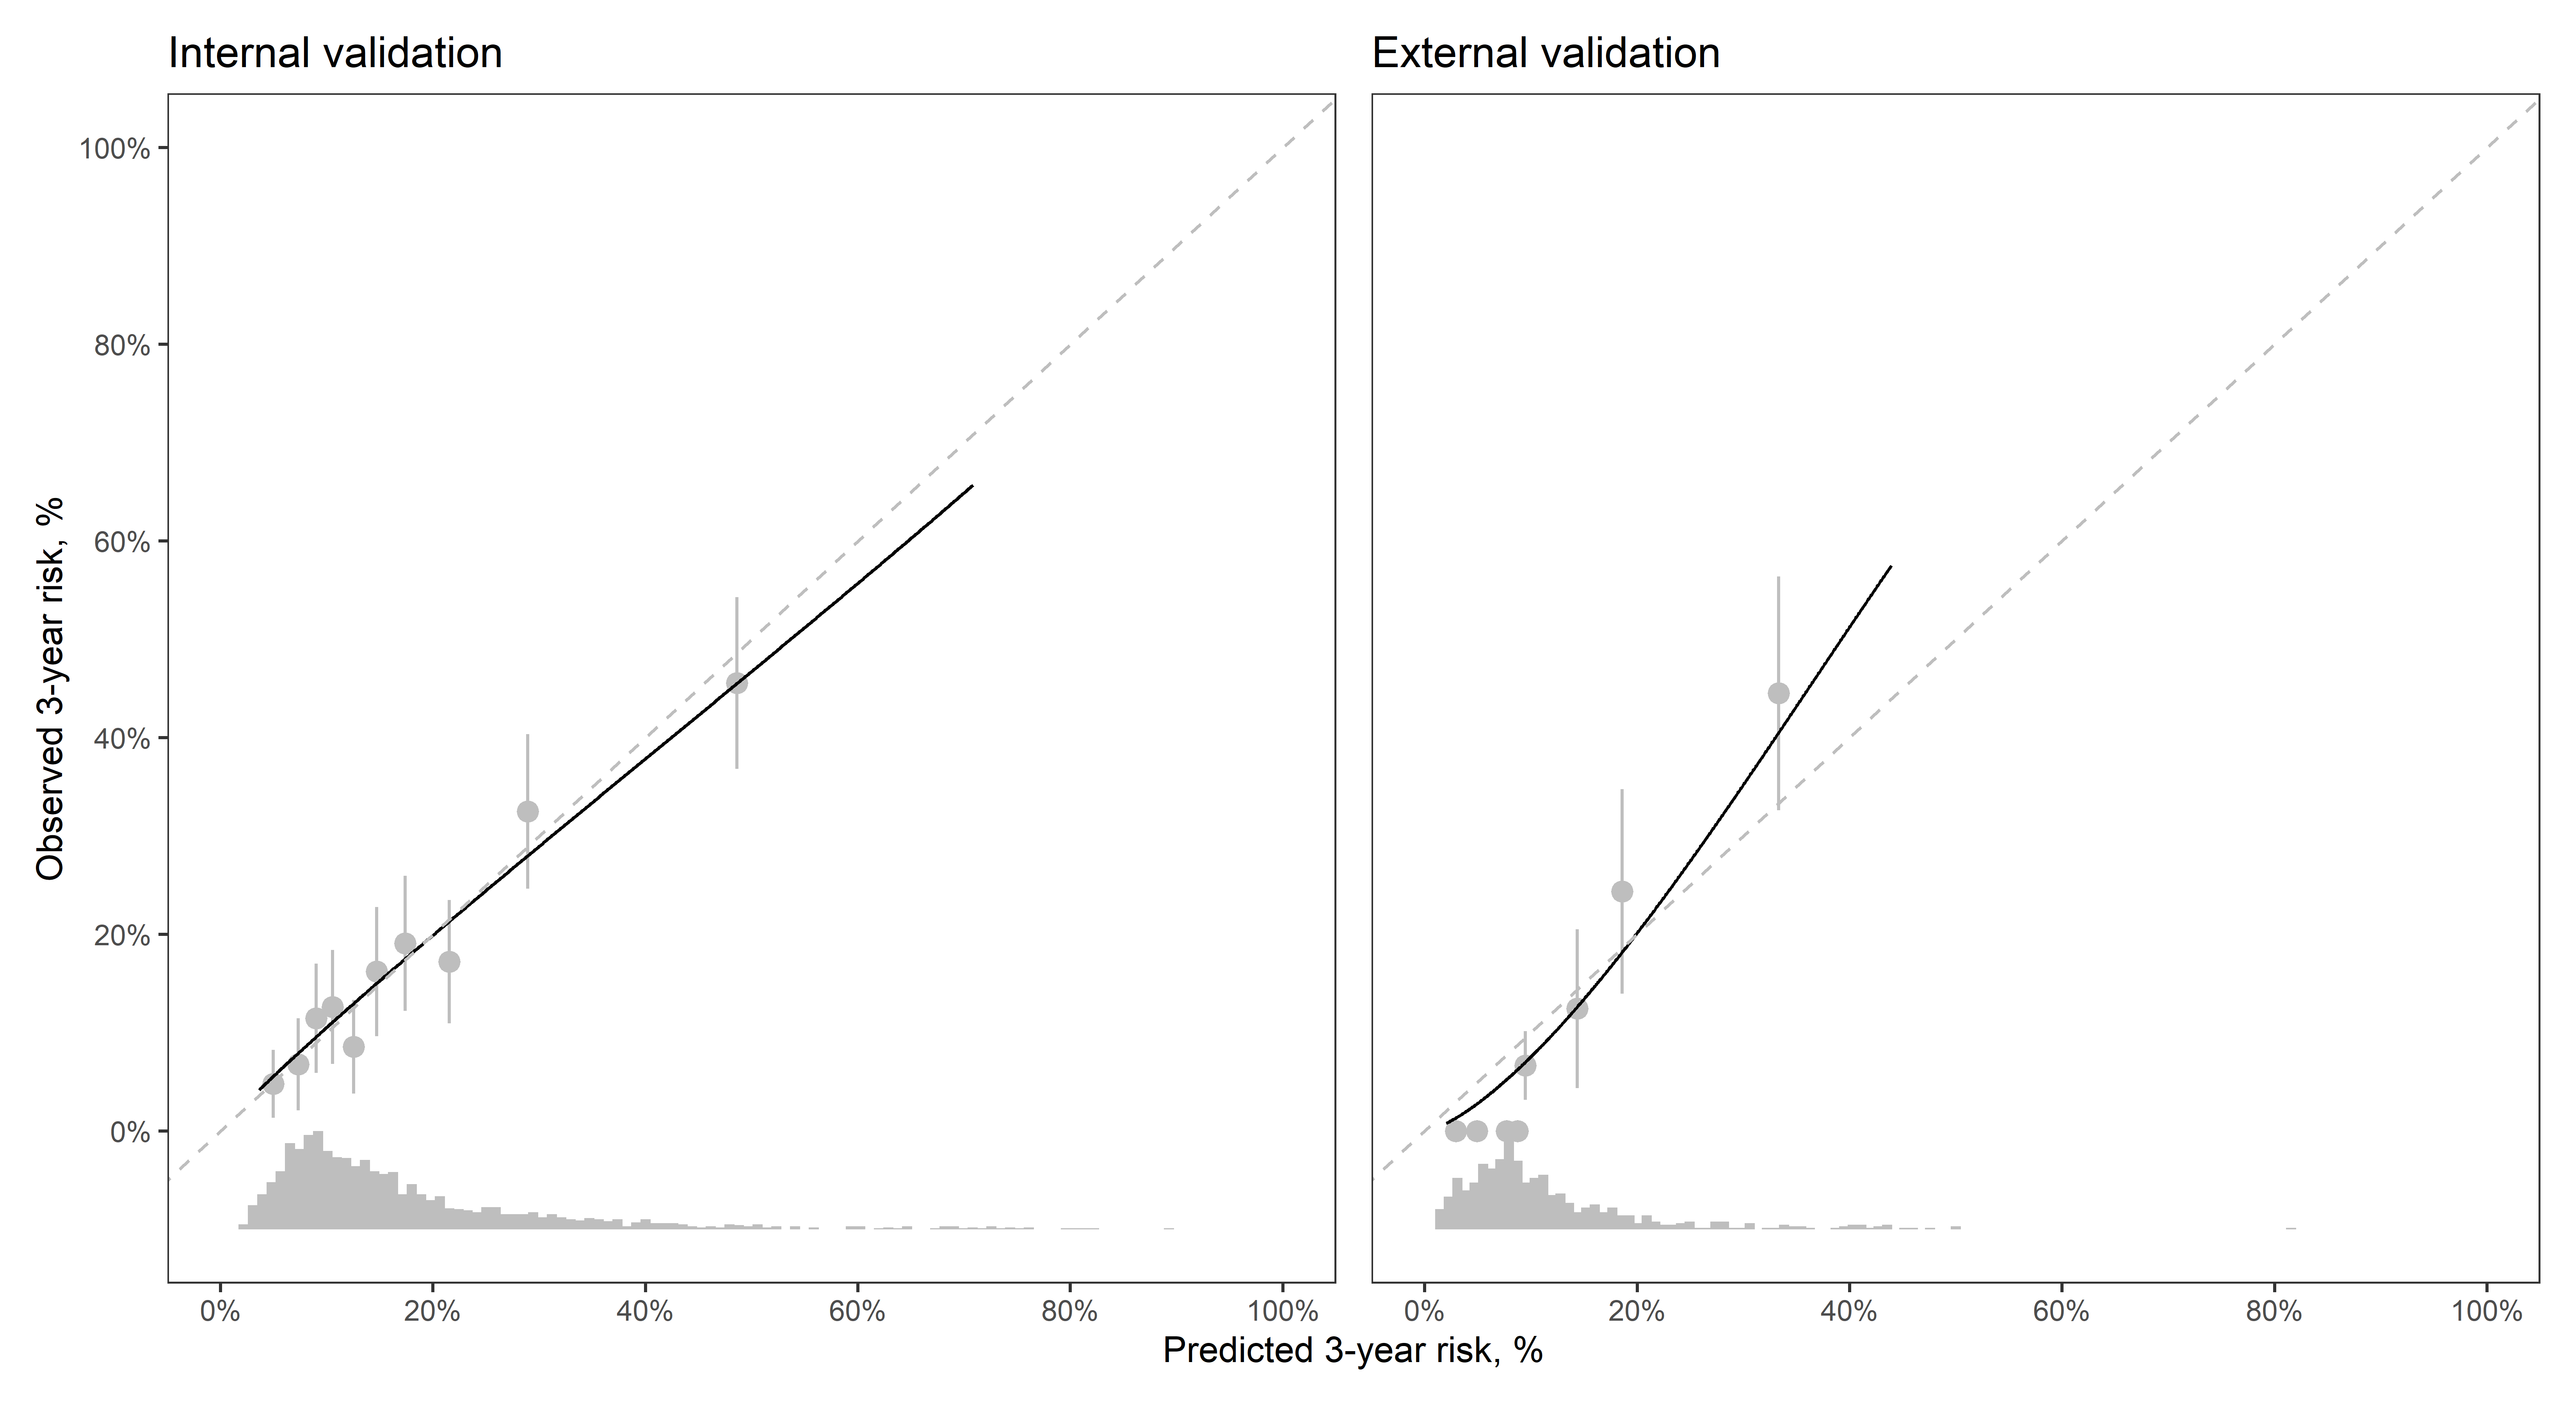 Internal validation
External validation
Observed 3-year risk, %
100%
80%
60%
40%
20%
0%
0% 20% 40% 60% 80% 100%
0% 20% 40% 60% 80% 100%
Predicted 3-year risk, %